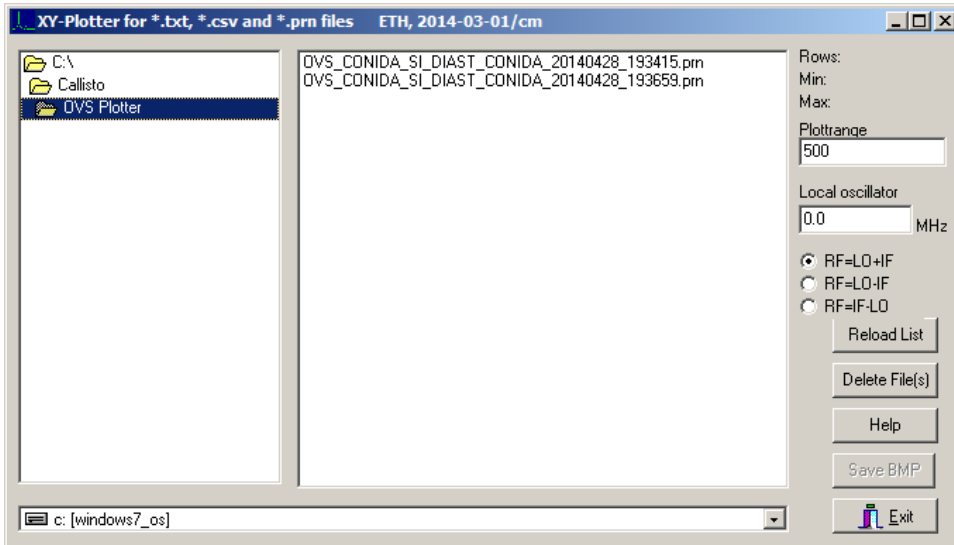 XY-Plotter for *.txt, *.csv and *.prn files ETH, 2014-03-01/cm
C:\
Callisto
OVS Plotter
OVS_CONIDA_SI_DIAST_CONIDA_20140428_193415.prn
OVS_CONIDA_SI_DIAST_CONIDA_20140428_193659.prn
Rows:
Min:
Max:
Plottrange
500
Local oscillator
0.0 MHz
RF=LO+IF
RF=LO-IF
RF=IF-LO
Reload List
Delete File(s)
Help
Save BMP
c: [windows7_os]
Exit